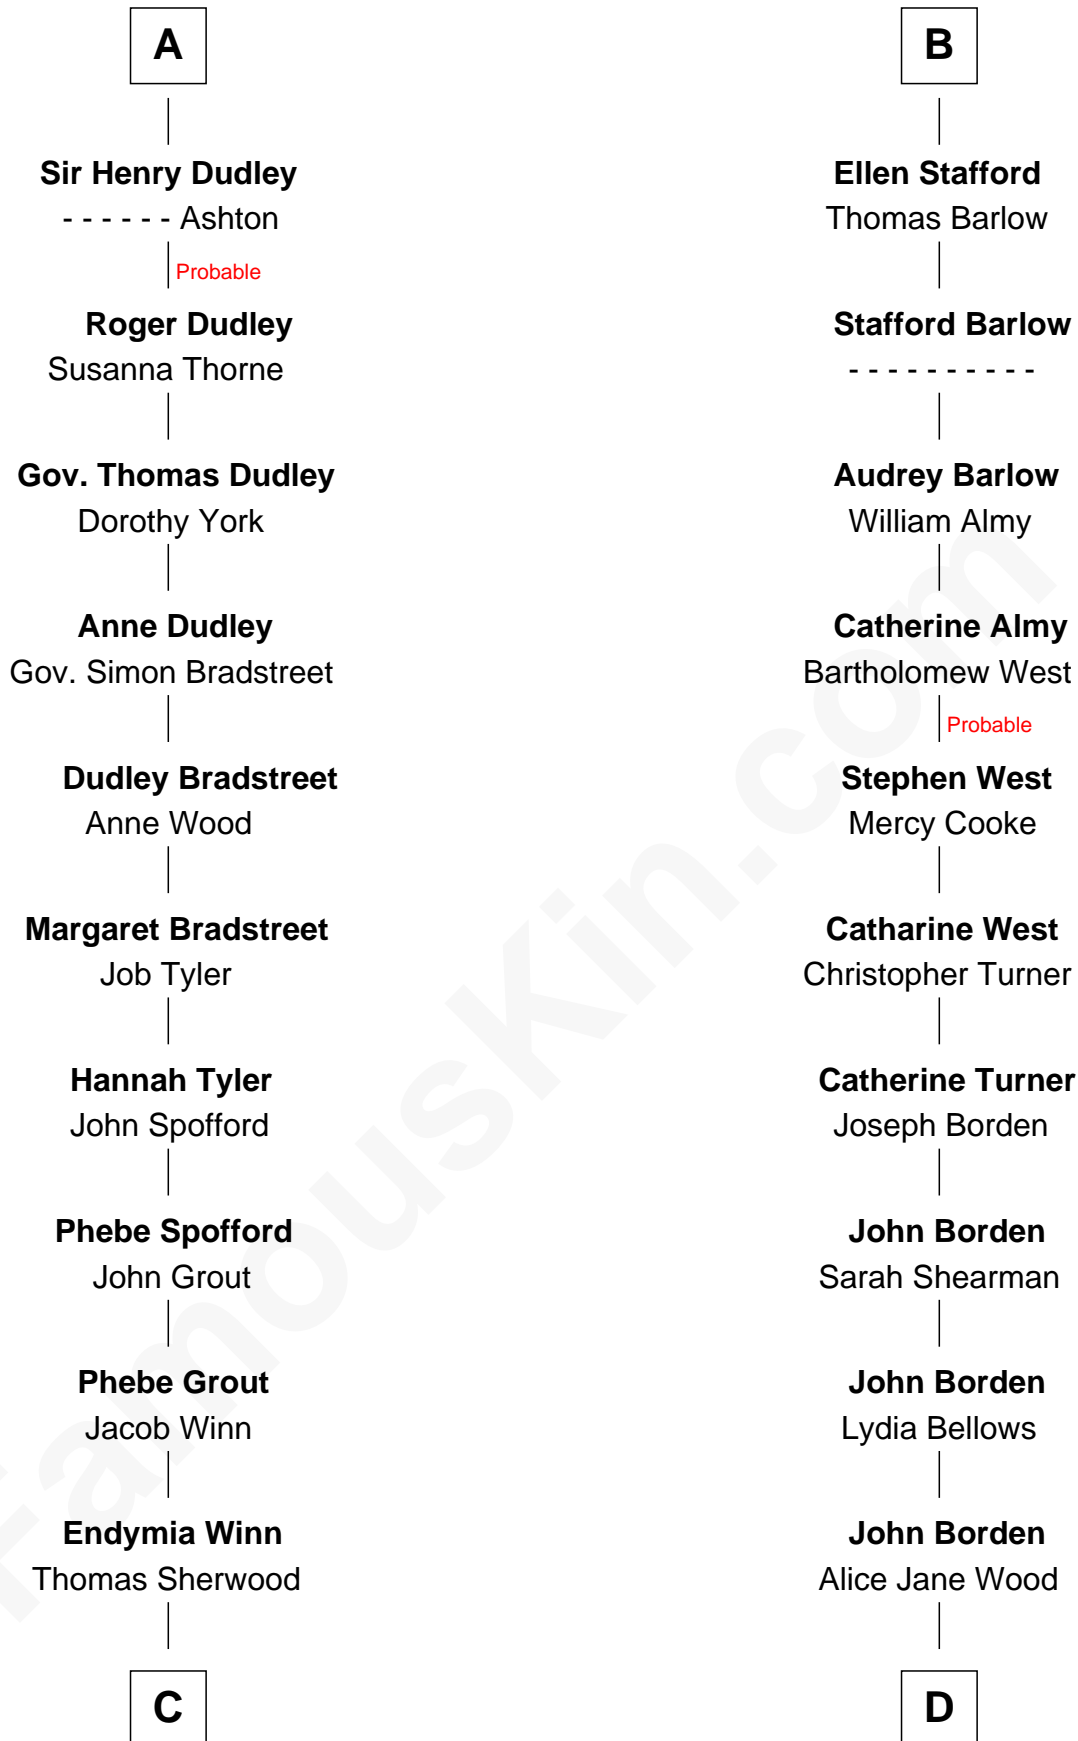 A
Sir Henry Dudley
- - - - - - Ashton
Probable
Roger Dudley
Susanna Thorne
Gov. Thomas Dudley
Dorothy York
Anne Dudley
Gov. Simon Bradstreet
Dudley Bradstreet
Anne Wood
Margaret Bradstreet
Job Tyler
Hannah Tyler
John Spofford
Phebe Spofford
John Grout
Phebe Grout
Jacob Winn
Endymia Winn
Thomas Sherwood
C
B
Ellen Stafford
Thomas Barlow
Stafford Barlow
- - - - - - - - - -
Audrey Barlow
William Almy
Catherine Almy
Bartholomew West
Probable
Stephen West
Mercy Cooke
Catharine West
Christopher Turner
Catherine Turner
Joseph Borden
John Borden
Sarah Shearman
John Borden
Lydia Bellows
John Borden
Alice Jane Wood
D
FamousKin.com